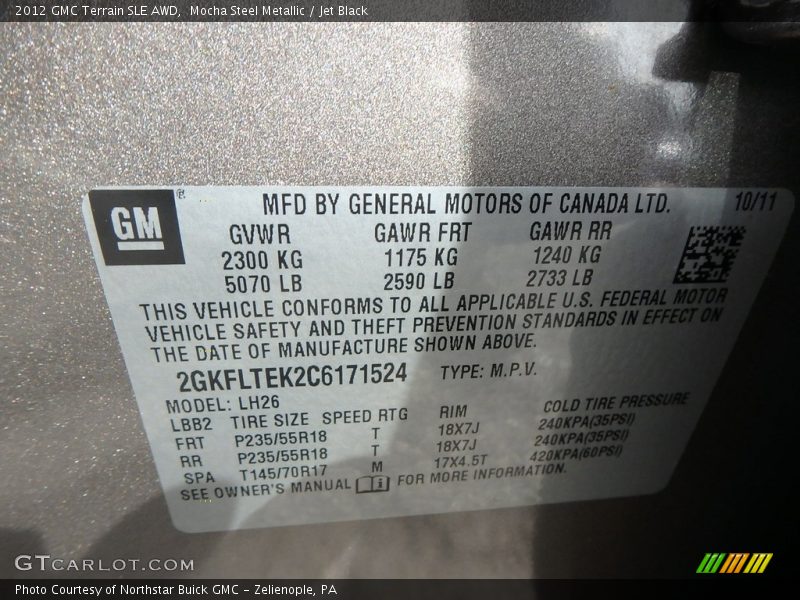 2012 GMC Terrain SLE AWD,  Mocha Steel Metallic / Jet Black
GM ® MFD BY GENERAL MOTORS OF CANADA LTD. 10/11
GVWR GAWR FRT GAWR RR
2300 KG 1175 KG 1240 KG
5070 LB 2590 LB 2733 LB
THIS VEHICLE CONFORMS TO ALL APPLICABLE U.S. FEDERAL MOTOR
VEHICLE SAFETY AND THEFT PREVENTION STANDARDS IN EFFECT ON
THE DATE OF MANUFACTURE SHOWN ABOVE.
2GKFLTEK2C6171524 TYPE: M.P.V.
MODEL: LH26
LBB2 TIRE SIZE SPEED RTG RIM COLD TIRE PRESSURE
FRT P235/55R18 T 18X7J 240KPA(35PSI)
RR P235/55R18 T 18X7J 240KPA(35PSI)
SPA T145/70R17 M 17X4.5T 420KPA(60PSI)
SEE OWNER'S MANUAL FOR MORE INFORMATION.
GTCARLOT.COM
Photo Courtesy of Northstar Buick GMC - Zelienople, PA